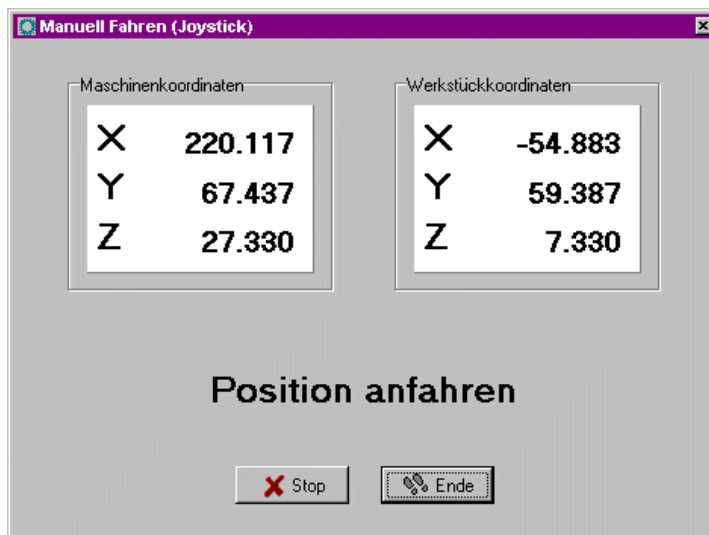 Manuell Fahren (Joystick)
Maschinenkoordinaten
X 220.117
Y 67.437
Z 27.330
Werkstückkoordinaten
X -54.883
Y 59.387
Z 7.330
Position anfahren
Stop
Ende